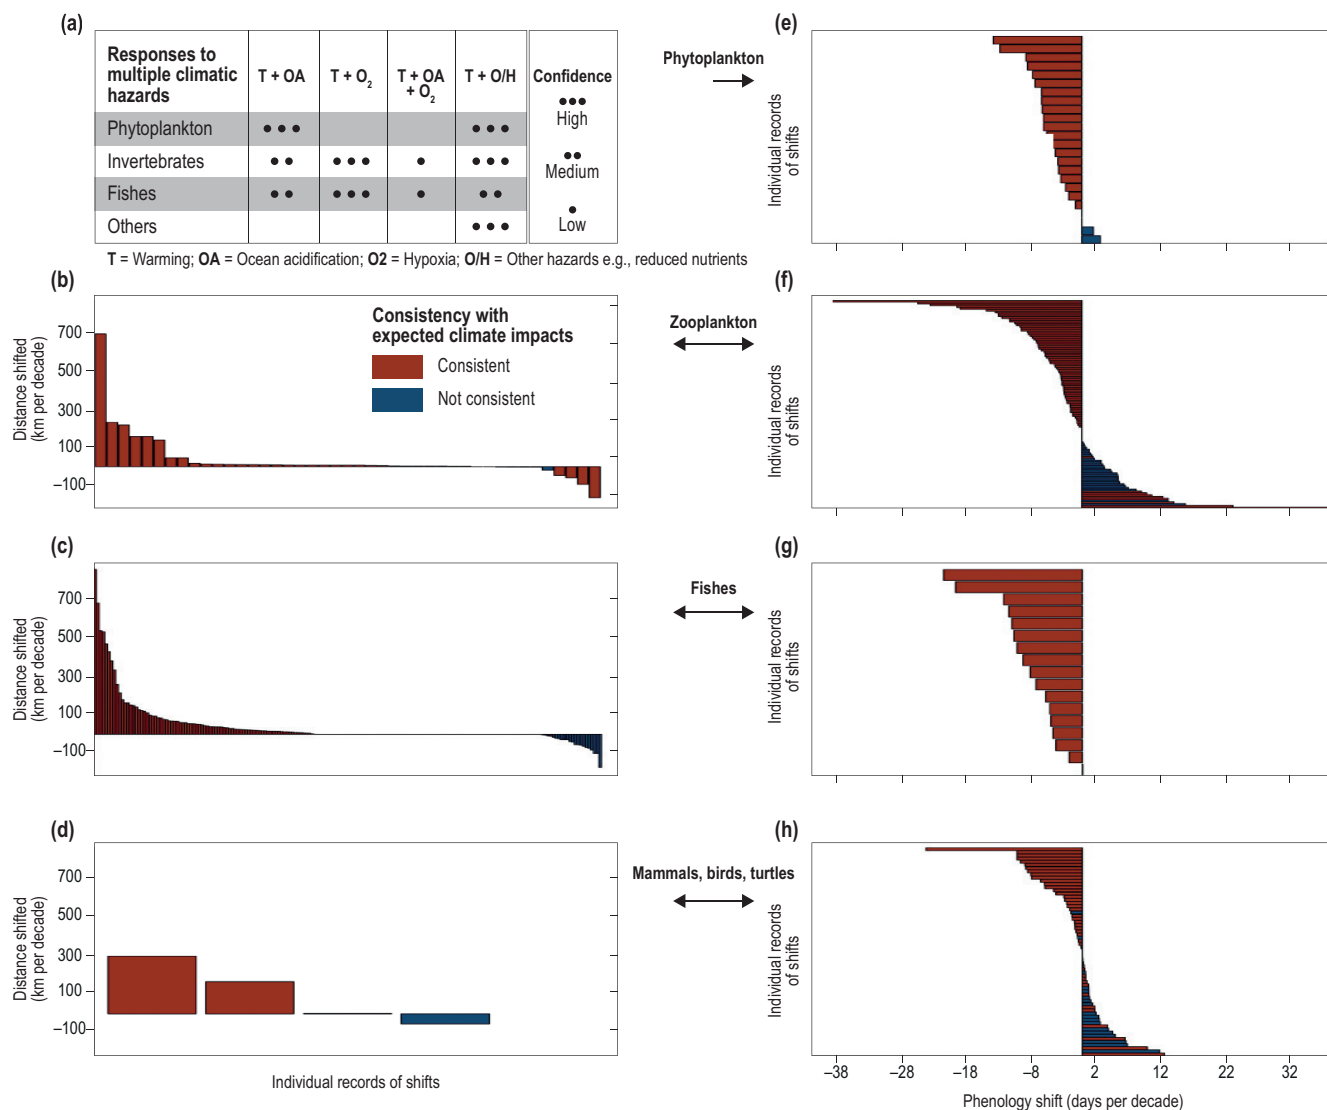 (a)
Responses to
multiple climatic
hazards
T + OA
T + O2
T + OA
+ O2
T + O/H
Confidence
●●●
High
●●
Medium
●
Low
Phytoplankton ●●● ●●●
Invertebrates ●● ●●● ● ●●●
Fishes ●● ●●● ● ●●
Others ●●●
T = Warming; OA = Ocean acidification; O2 = Hypoxia; O/H = Other hazards e.g., reduced nutrients
(b)
Distance shifted
(km per decade)
700
500
300
100
–100
Consistency with
expected climate impacts
Consistent
Not consistent
(c)
Distance shifted
(km per decade)
700
500
300
100
–100
(d)
Distance shifted
(km per decade)
700
500
300
100
–100
Individual records of shifts
Phytoplankton
Zooplankton
Fishes
Mammals, birds, turtles
(e)
Individual records
of shifts
(f)
Individual records
of shifts
(g)
Individual records
of shifts
(h)
Individual records
of shifts
–38 –28 –18 –8 2 12 22 32
Phenology shift (days per decade)